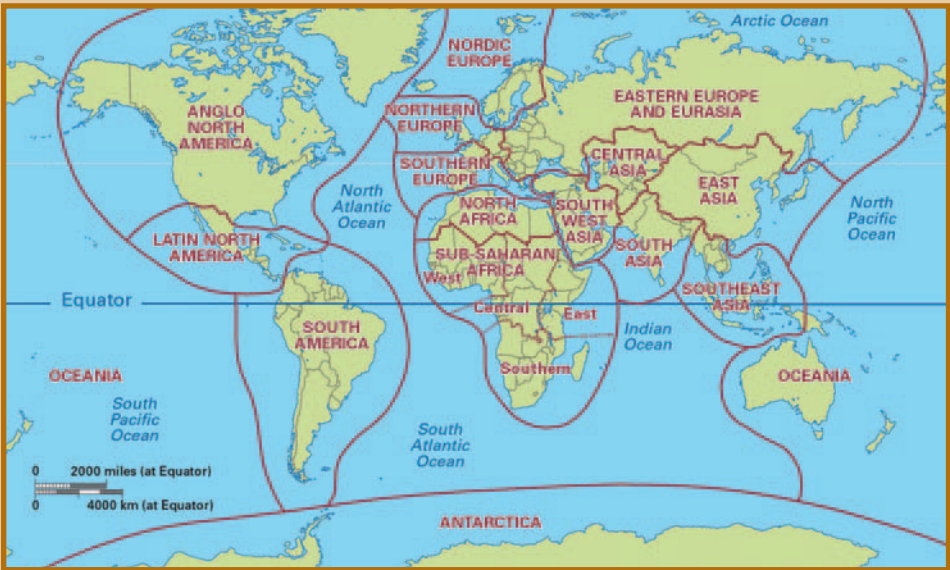 Arctic Ocean
NORDIC
EUROPE
ANGLO
NORTH
AMERICA
NORTHERN
EUROPE
EASTERN EUROPE
AND EURASIA
SOUTHERN
EUROPE
CENTRAL
ASIA
EAST
ASIA
North
Atlantic
Ocean
NORTH
AFRICA
SOUTH
WEST
ASIA
North
Pacific
Ocean
LATIN NORTH
AMERICA
SUB-SAHARAN
AFRICA
SOUTH
ASIA
West
SOUTHEAST
ASIA
Equator
Central
East
SOUTH
AMERICA
Indian
Ocean
Southern
OCEANIA
OCEANIA
South
Pacific
Ocean
South
Atlantic
Ocean
0 2000 miles (at Equator)
0 4000 km (at Equator)
ANTARCTICA